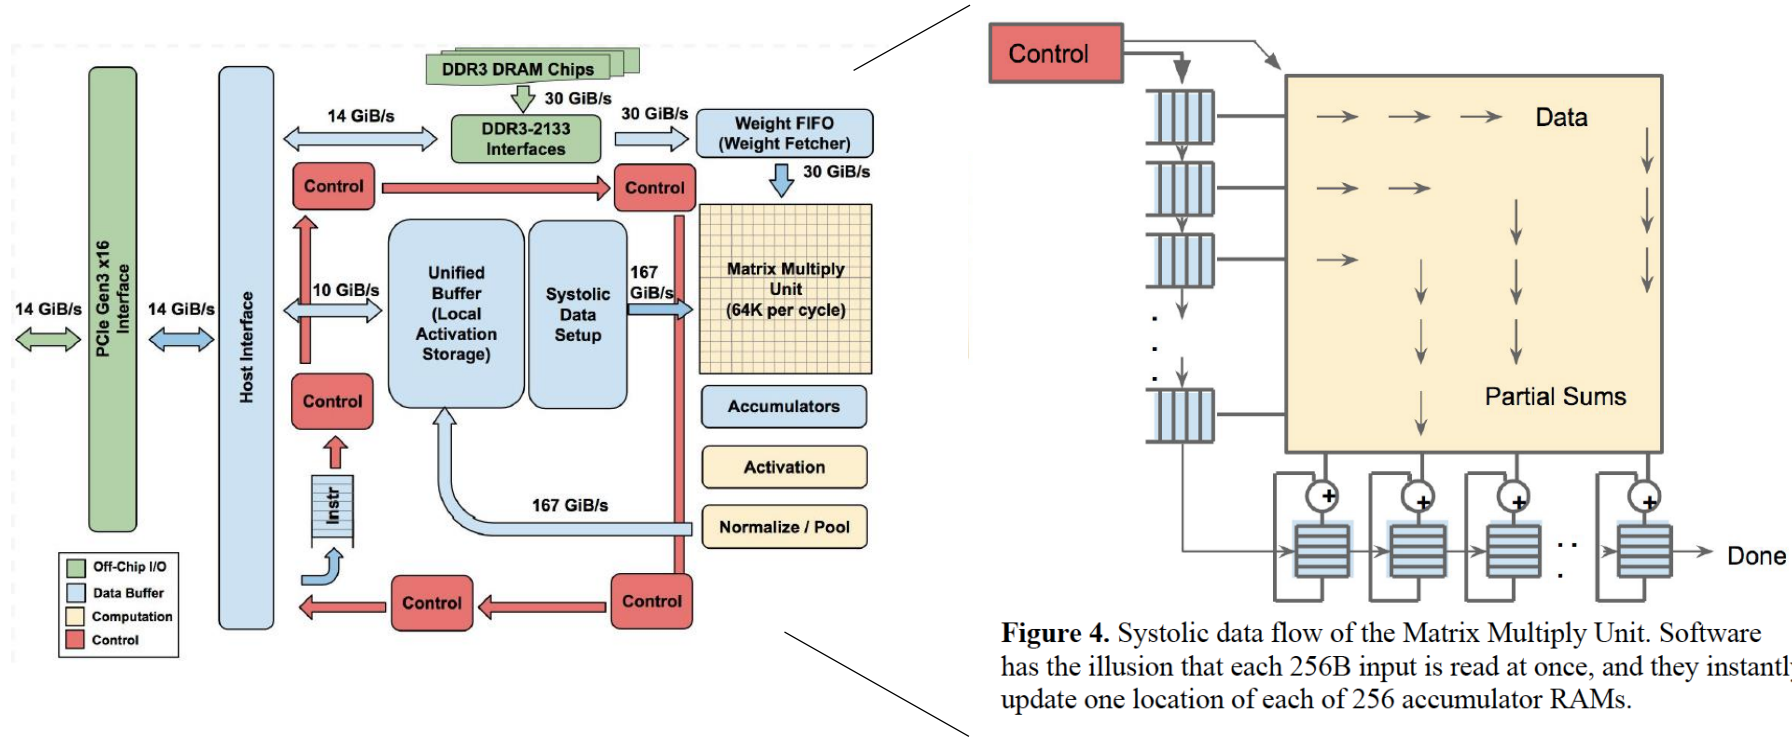 DDR3 DRAM Chips
30 GiB/s
14 GiB/s
30 GiB/s
DDR3-2133
Interfaces
Weight FIFO
(Weight Fetcher)
30 GiB/s
Control
Control
PCIe Gen3 x16
Interface
Host Interface
14 GiB/s
14 GiB/s
10 GiB/s
Unified
Buffer
(Local
Activation
Storage)
Systolic
Data
Setup
167
GiB/s
Matrix Multiply
Unit
(64K per cycle)
Control
Accumulators
Activation
Instr
167 GiB/s
Normalize / Pool
Control
Control
Off-Chip I/O
Data Buffer
Computation
Control
Control
Data
Partial Sums
+
+
+
+
Done
Figure 4. Systolic data flow of the Matrix Multiply Unit. Software
has the illusion that each 256B input is read at once, and they instantly
update one location of each of 256 accumulator RAMs.